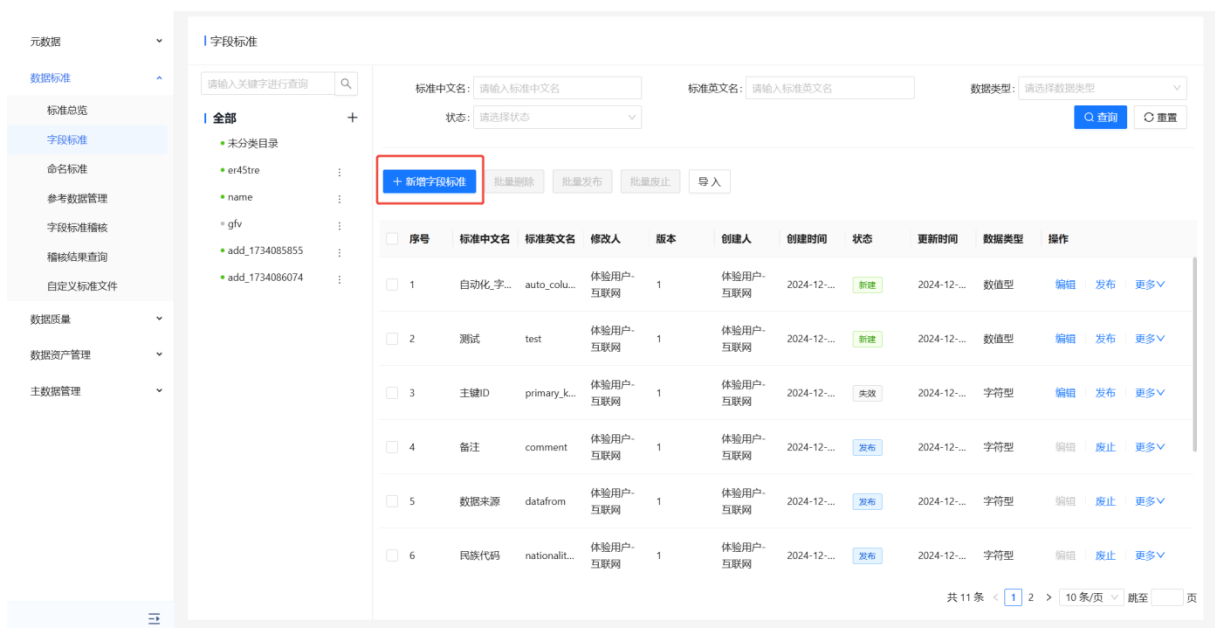 元数据
数据标准
标准总览
字段标准
命名标准
参考数据管理
字段标准稽核
稽核结果查询
自定义标准文件
数据质量
数据资产管理
主数据管理
字段标准
请输入关键字进行查询
全部
未分类目录
er45tre
name
gfv
add_1734085855
add_1734086074
标准中文名: 请输入标准中文名 标准英文名: 请输入标准英文名 数据类型: 请选择数据类型
状态: 请选择状态 查询 重置
+ 新增字段标准 批量删除 批量发布 批量废止 导入
序号 标准中文名 标准英文名 修改人 版本 创建人 创建时间 状态 更新时间 数据类型 操作
1 自动化_字... auto_colu... 体验用户-互联网 1 体验用户-互联网 2024-12-... 新建 2024-12-... 数值型 编辑 发布 更多
2 测试 test 体验用户-互联网 1 体验用户-互联网 2024-12-... 新建 2024-12-... 数值型 编辑 发布 更多
3 主键ID primary_k... 体验用户-互联网 1 体验用户-互联网 2024-12-... 失效 2024-12-... 字符型 编辑 发布 更多
4 备注 comment 体验用户-互联网 1 体验用户-互联网 2024-12-... 发布 2024-12-... 字符型 编辑 废止 更多
5 数据来源 datafrom 体验用户-互联网 1 体验用户-互联网 2024-12-... 发布 2024-12-... 字符型 编辑 废止 更多
6 民族代码 nationalit... 体验用户-互联网 1 体验用户-互联网 2024-12-... 发布 2024-12-... 字符型 编辑 废止 更多
共 11 条 < 1 2 > 10 条/页 跳至 页